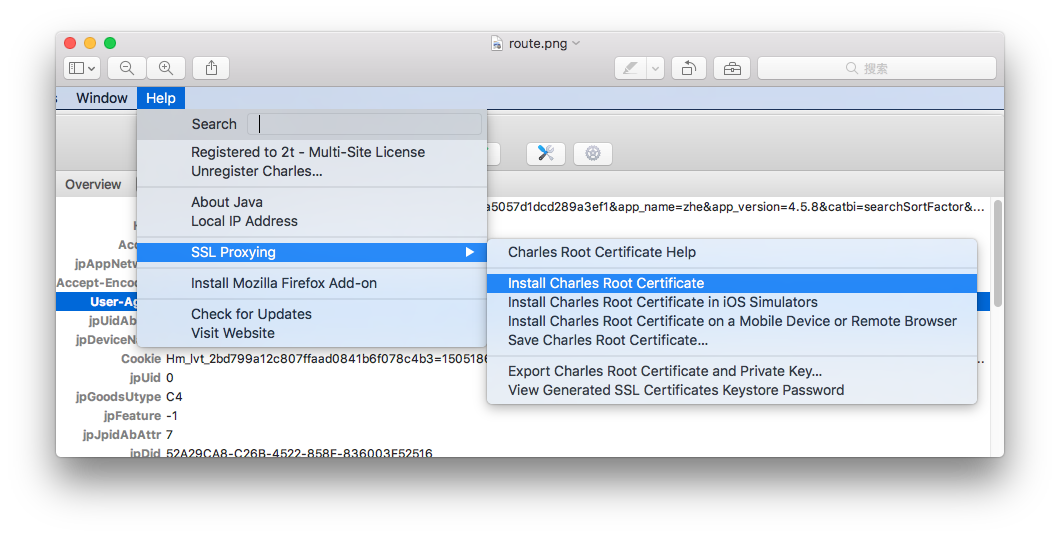 route.png
搜索
Window Help
Search
Registered to 2t - Multi-Site License
Unregister Charles...
About Java
Local IP Address
SSL Proxying
Install Mozilla Firefox Add-on
Check for Updates
Visit Website
Charles Root Certificate Help
Install Charles Root Certificate
Install Charles Root Certificate in iOS Simulators
Install Charles Root Certificate on a Mobile Device or Remote Browser
Save Charles Root Certificate...
Export Charles Root Certificate and Private Key...
View Generated SSL Certificates Keystore Password
Overview
a5057d1dcd289a3ef1&app_name=zhe&app_version=4.5.8&catbi=searchSortFactor&...
H
Acc
jpAppNetw
Accept-Encod
User-Ag
jpUidAb
jpDeviceN
Cookie Hm_lvt_2bd799a12c807ffaad0841b6f078c4b3=1505186
jpUid 0
jpGoodsUtype C4
jpFeature -1
jpJpidAbAttr 7
jpDid 52A29CA8-C26B-4522-858F-836003F52516